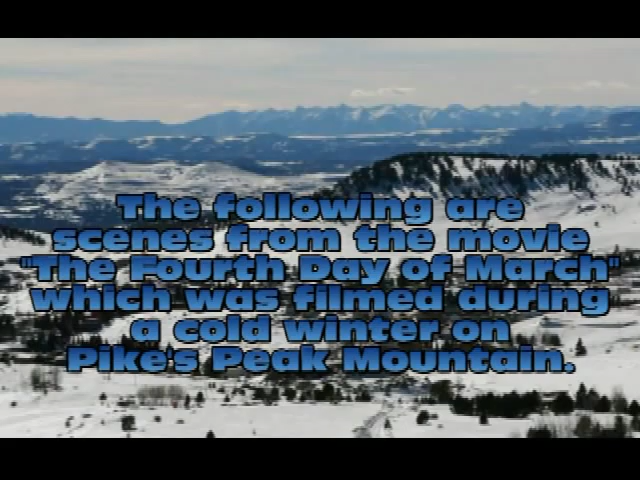 The following are
scenes from the movie
"The Fourth Day of March"
which was filmed during
a cold winter on
Pike's Peak Mountain.